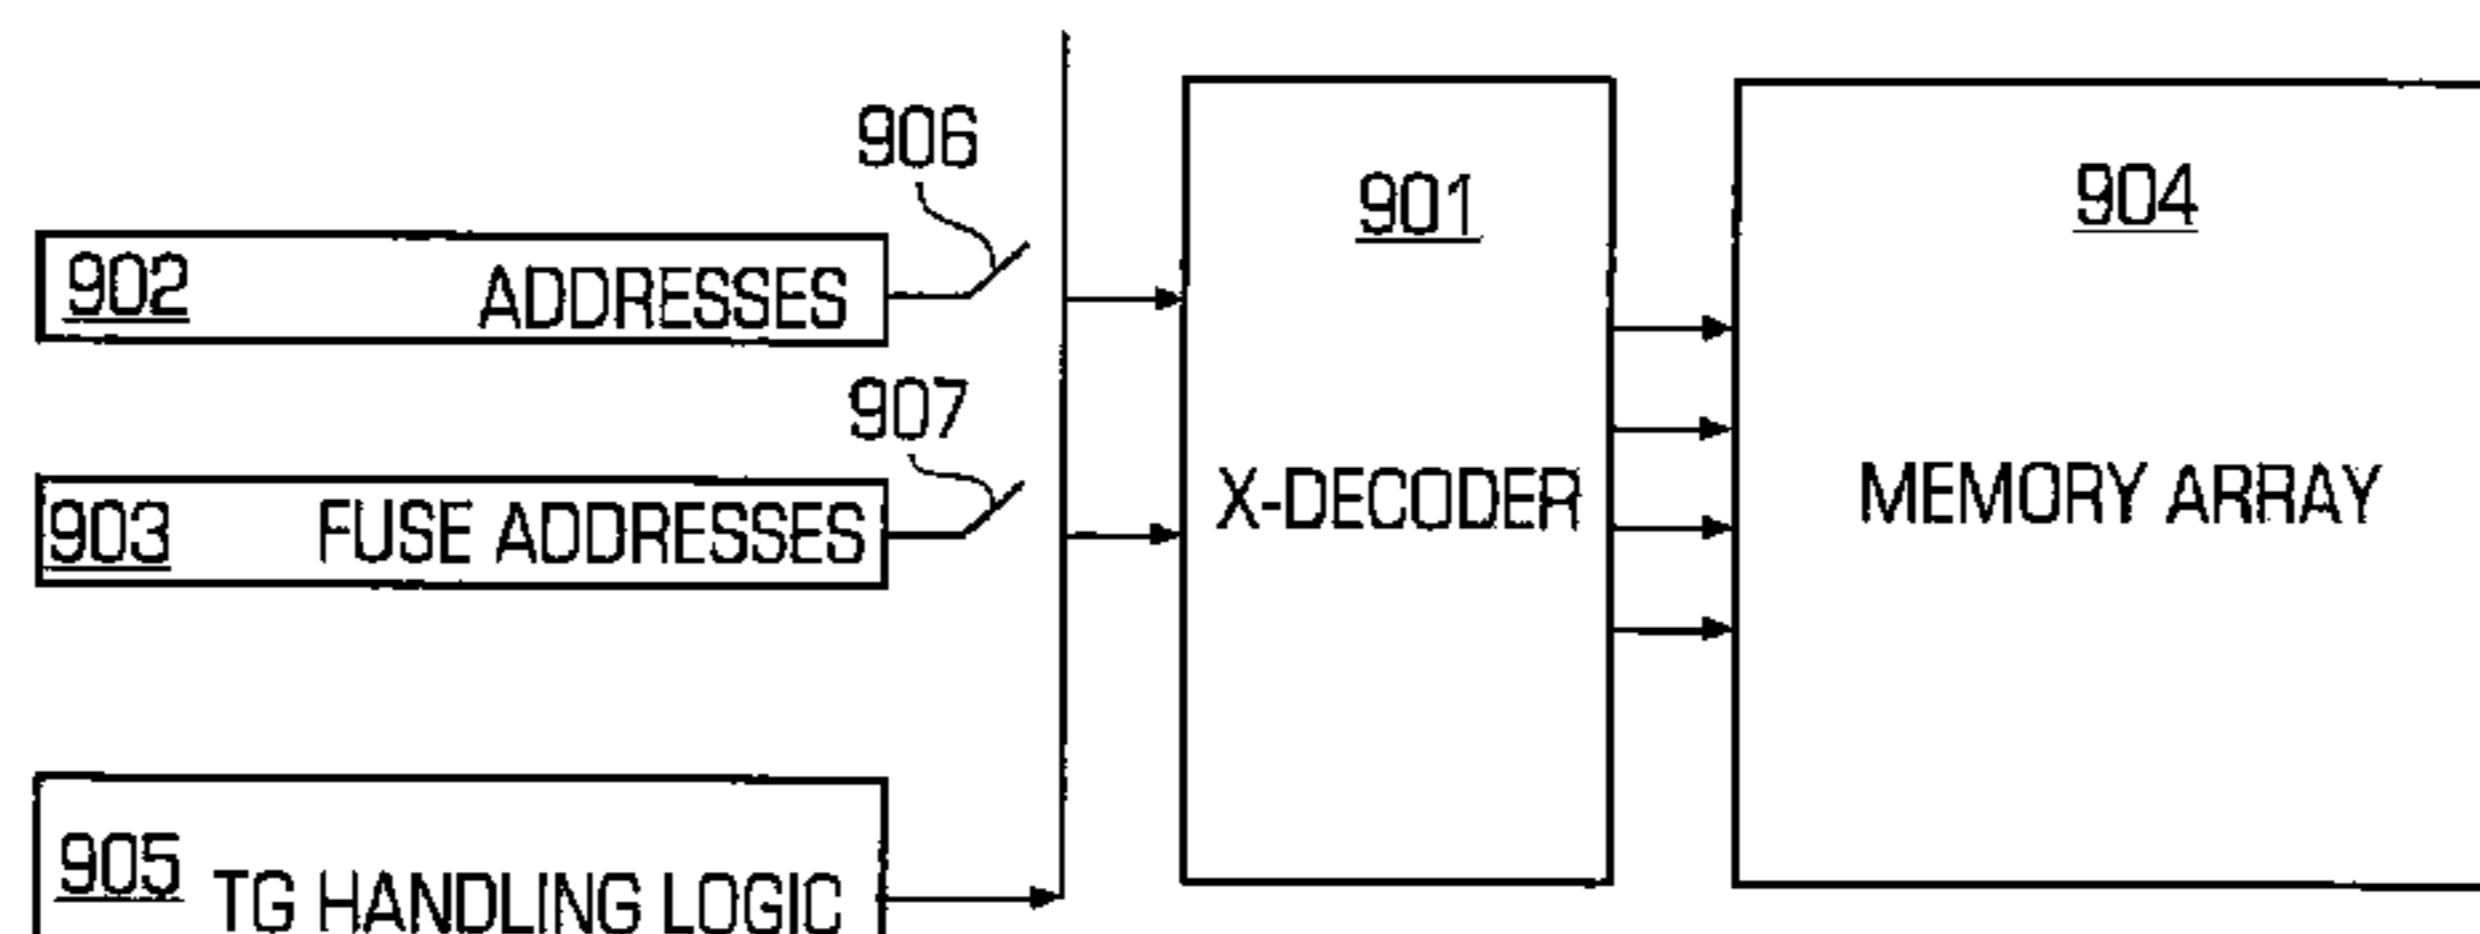 906
901
904
902 ADDRESSES
907
X-DECODER
MEMORY ARRAY
903 FUSE ADDRESSES
905 TG HANDLING LOGIC